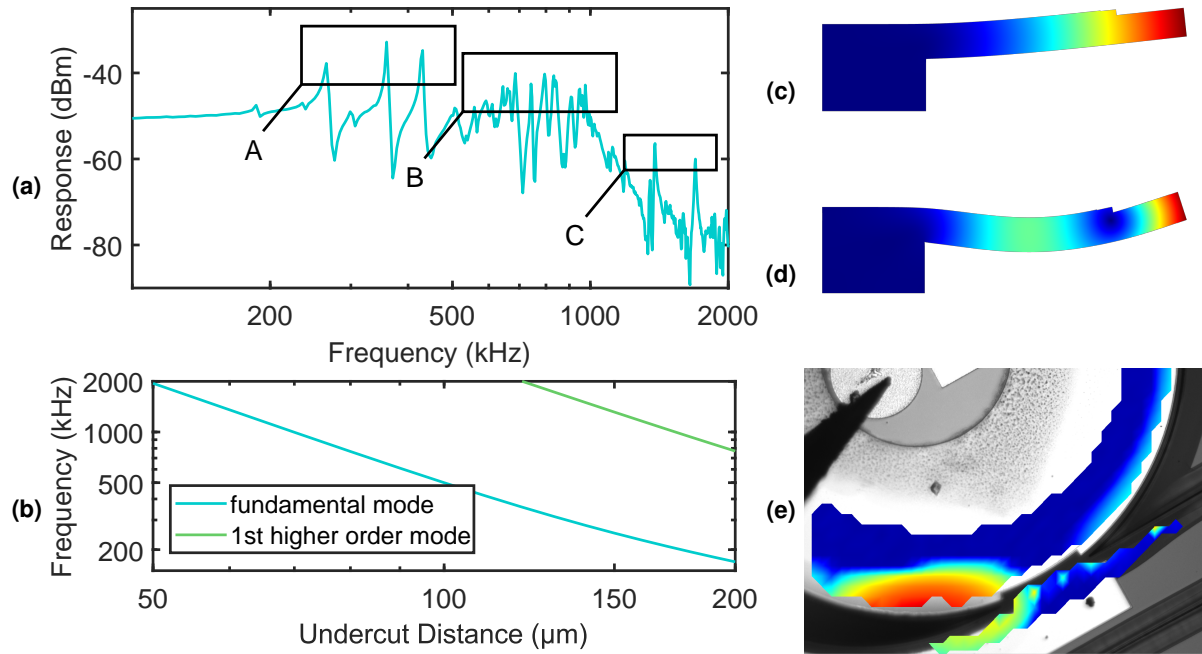 (a)
Response (dBm)
-40
-60
-80
A
B
C
200
500
1000
2000
Frequency (kHz)
(b)
Frequency (kHz)
2000
1000
500
200
fundamental mode
1st higher order mode
50
100
150
200
Undercut Distance (µm)
(c)
(d)
(e)